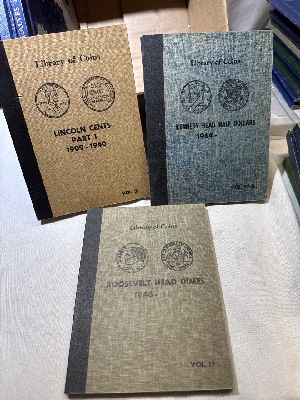 Library of Coins
LINCOLN CENTS
PART 1
1909-1940
VOL. 2
Library of Coins
KENNEDY HEAD HALF DOLLARS
1964-
Library of Coins
ROOSEVELT HEAD DIMES
1946-
VOL. 11